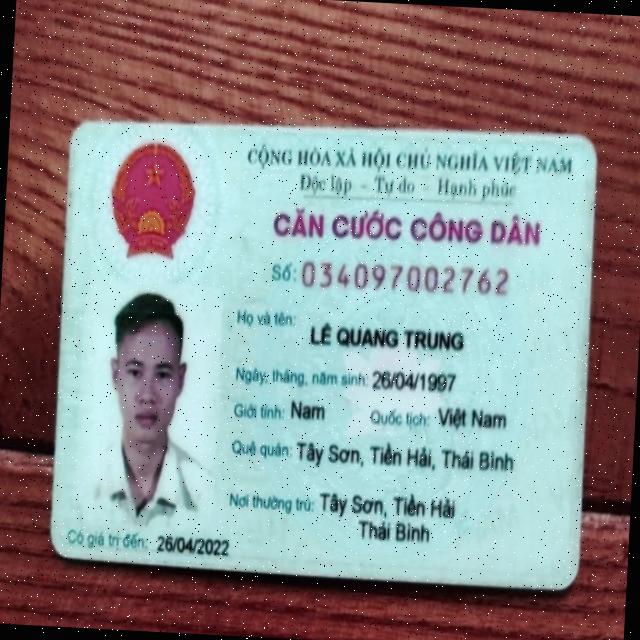 CỘNG HÒA XÃ HỘI CHỦ NGHĨA VIỆT NAM
Độc lập - Tự do - Hạnh phúc
CĂN CƯỚC CÔNG DÂN
Số: 034097002762
Họ và tên:
LÊ QUANG TRUNG
Ngày, tháng, năm sinh: 26/04/1997
Giới tính: Nam Quốc tịch: Việt Nam
Quê quán: Tây Sơn, Tiền Hải, Thái Bình
Nơi thường trú: Tây Sơn, Tiền Hải
Thái Bình
Có giá trị đến: 26/04/2022